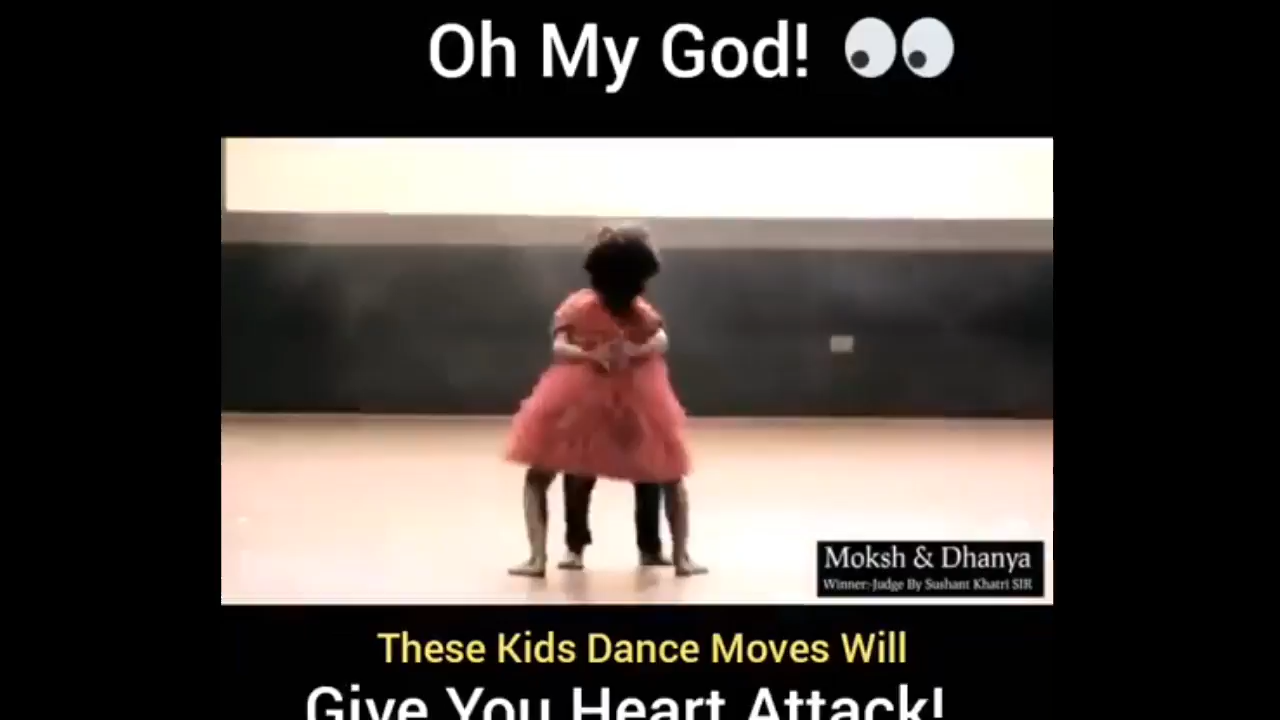 Oh My God! 👀
Moksh & Dhanya
Winner:-Judge By Sushant Khatri SIR
These Kids Dance Moves Will
Give You Heart Attack!